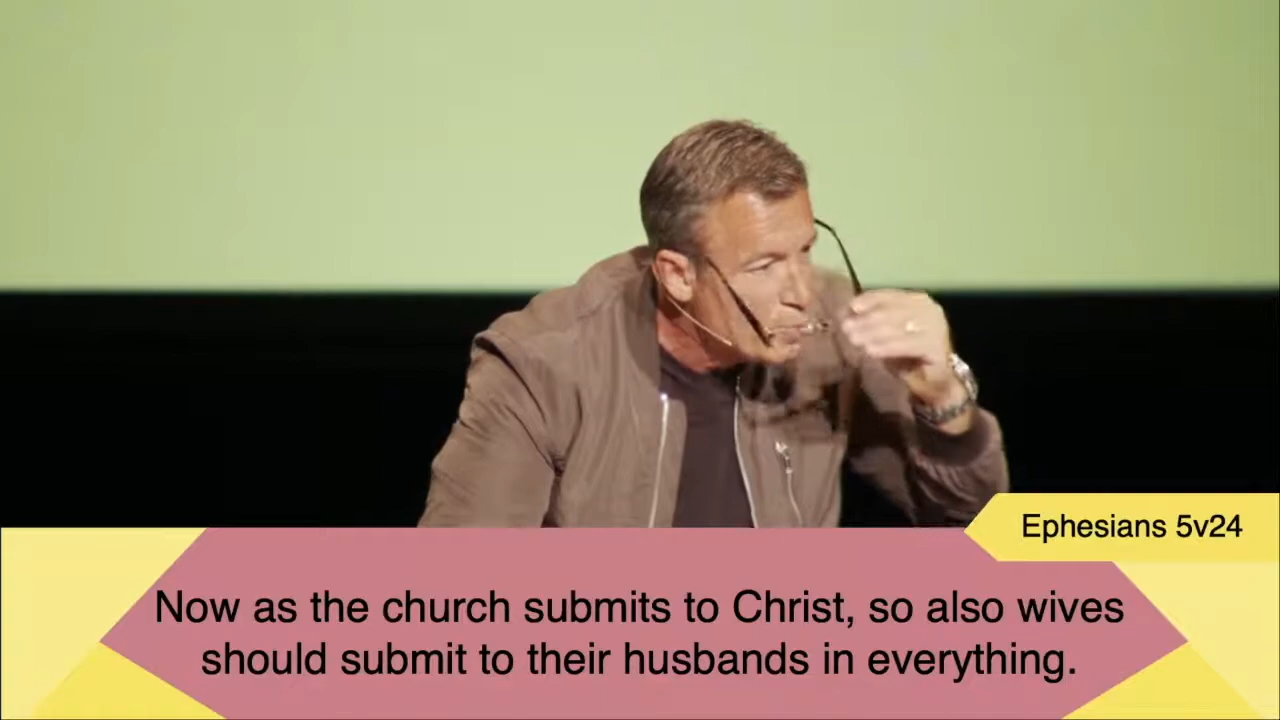 Ephesians 5v24
Now as the church submits to Christ, so also wives
should submit to their husbands in everything.